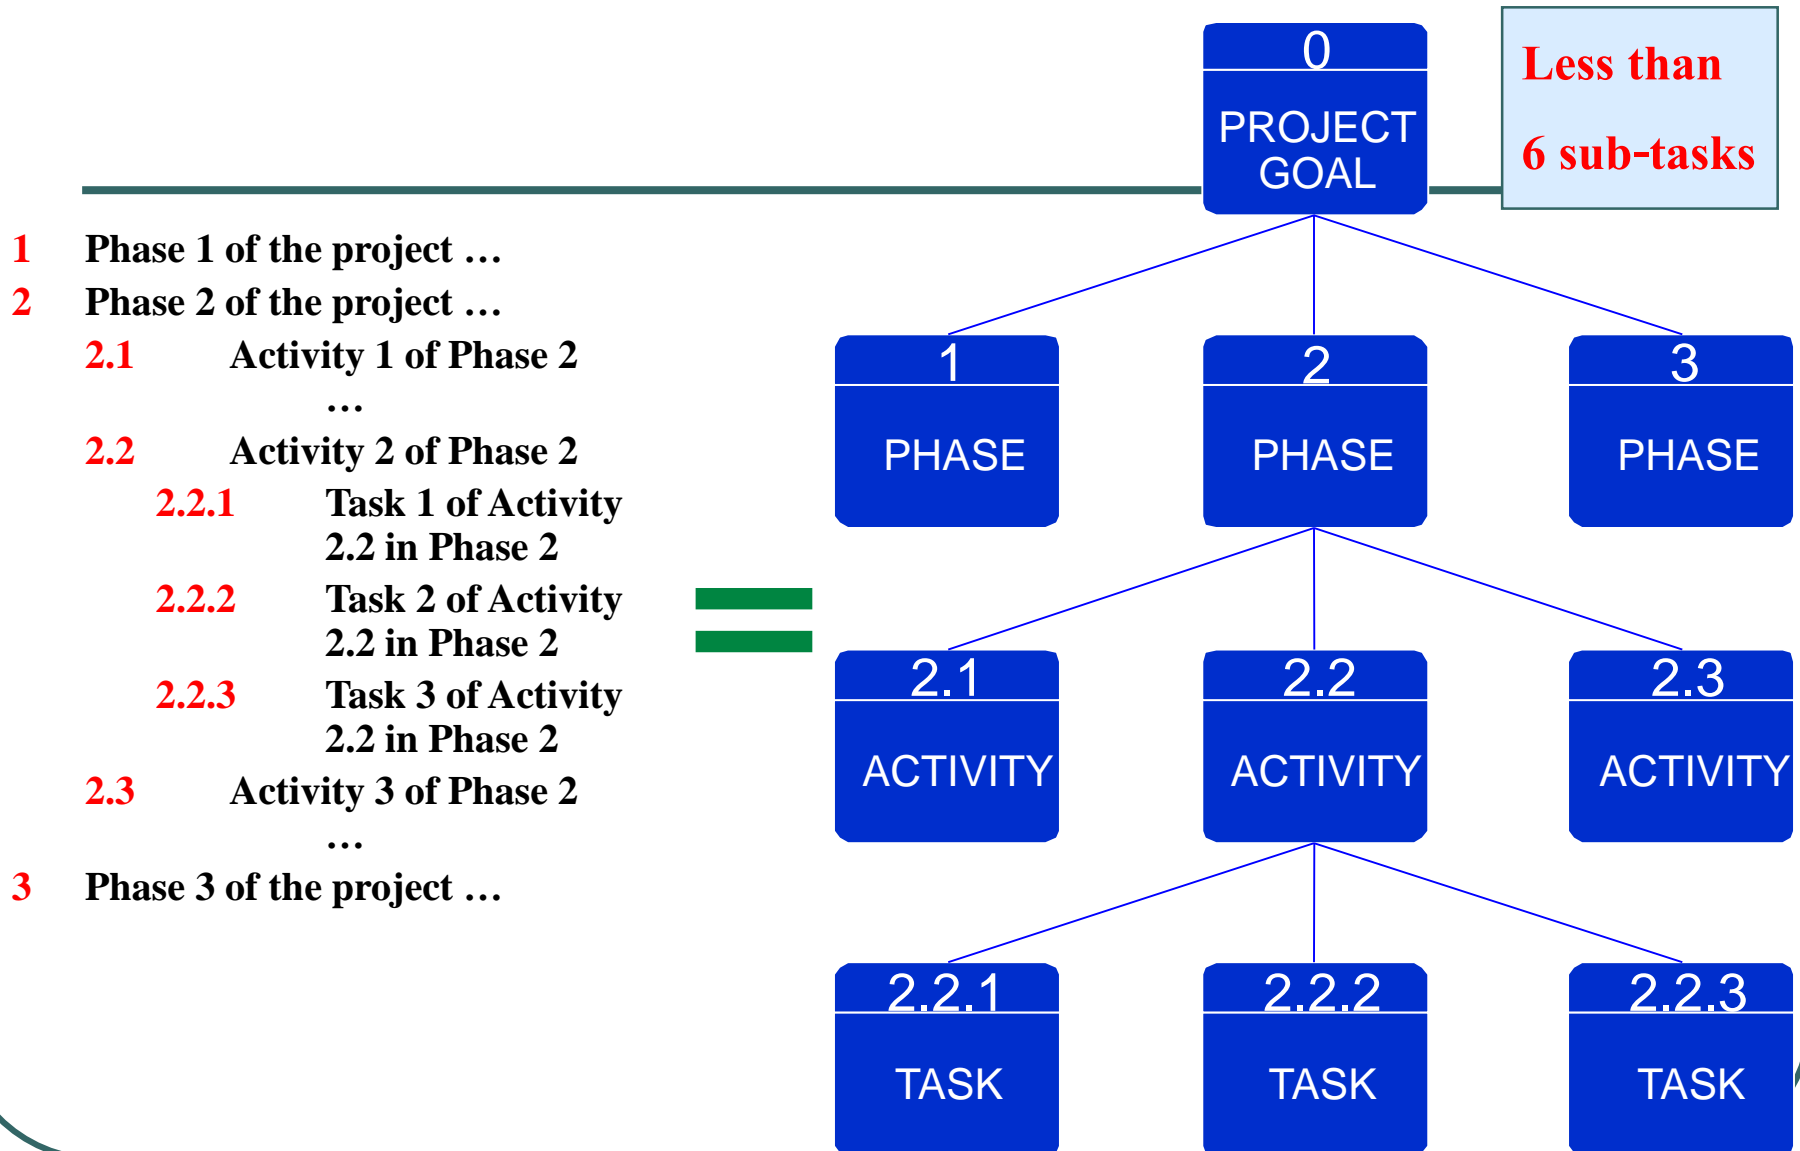 0
PROJECT
GOAL
Less than
6 sub-tasks
1 Phase 1 of the project …
2 Phase 2 of the project …
2.1 Activity 1 of Phase 2
…
2.2 Activity 2 of Phase 2
2.2.1 Task 1 of Activity
2.2 in Phase 2
2.2.2 Task 2 of Activity
2.2 in Phase 2
2.2.3 Task 3 of Activity
2.2 in Phase 2
2.3 Activity 3 of Phase 2
…
3 Phase 3 of the project …
1
PHASE
2
PHASE
3
PHASE
2.1
ACTIVITY
2.2
ACTIVITY
2.3
ACTIVITY
2.2.1
TASK
2.2.2
TASK
2.2.3
TASK